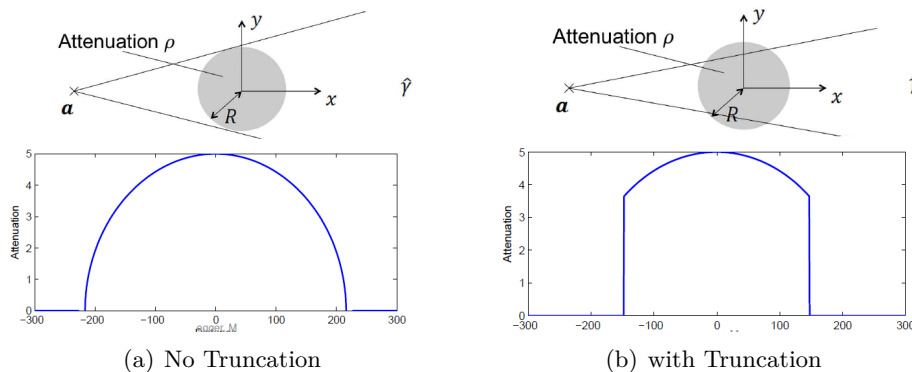 y
Attenuation ρ
γ̂
a
x
R
5
4
3
2
1
0
Attenuation
−300 −200 −100 0 100 200 300
(a) No Truncation
y
Attenuation ρ
a
x
R
5
4
3
2
1
0
Attenuation
−300 −200 −100 0 100 200 300
(b) with Truncation